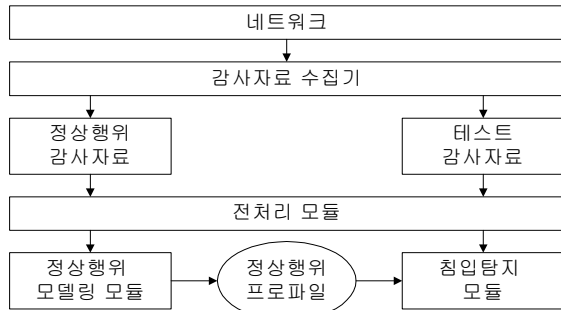 네트워크
감사자료 수집기
정상행위
감사자료
테스트
감사자료
전처리 모듈
정상행위
모델링 모듈
정상행위
프로파일
침입탐지
모듈